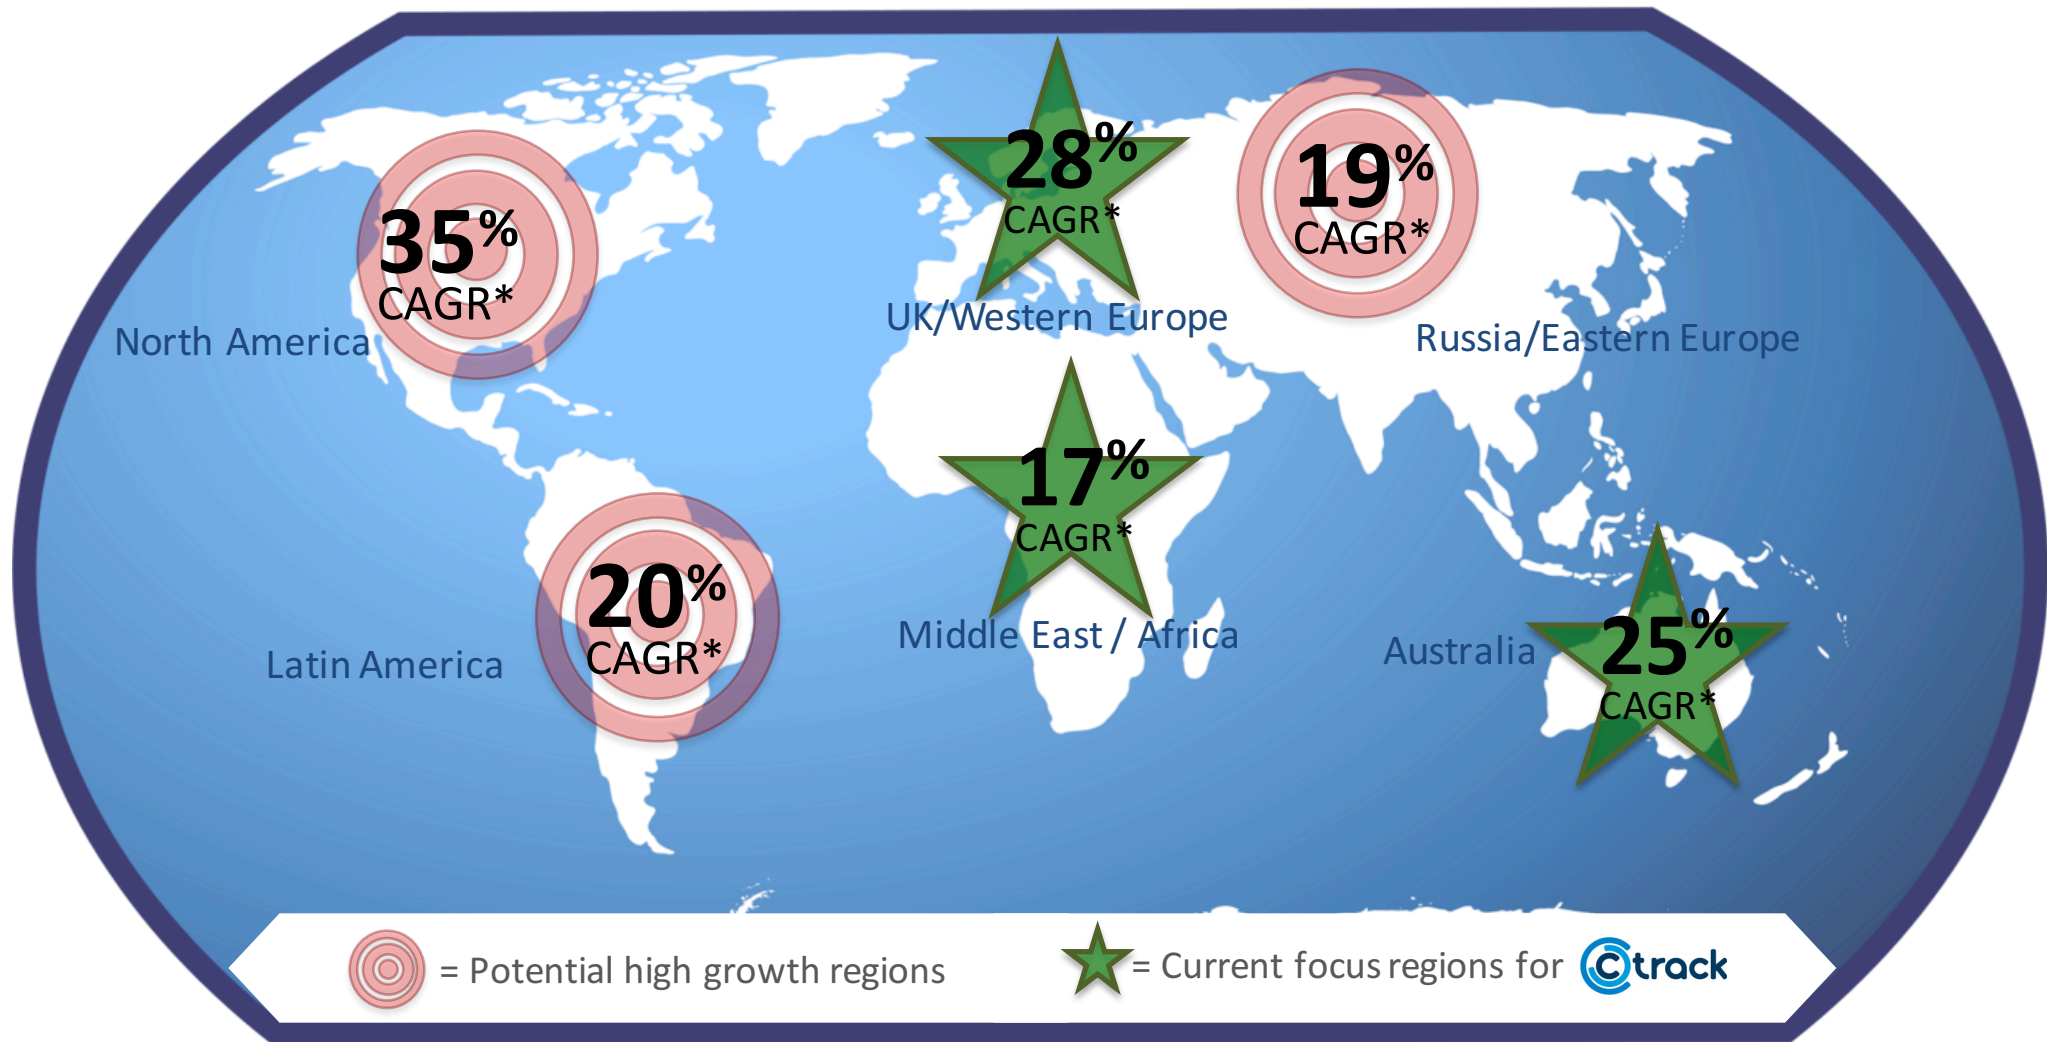 28%
CAGR*
19%
CAGR*
35%
CAGR*
North America
UK/Western Europe
Russia/Eastern Europe
17%
CAGR*
20%
CAGR*
Latin America
Middle East / Africa
Australia
25%
CAGR*
= Potential high growth regions
= Current focus regions for Ctrack